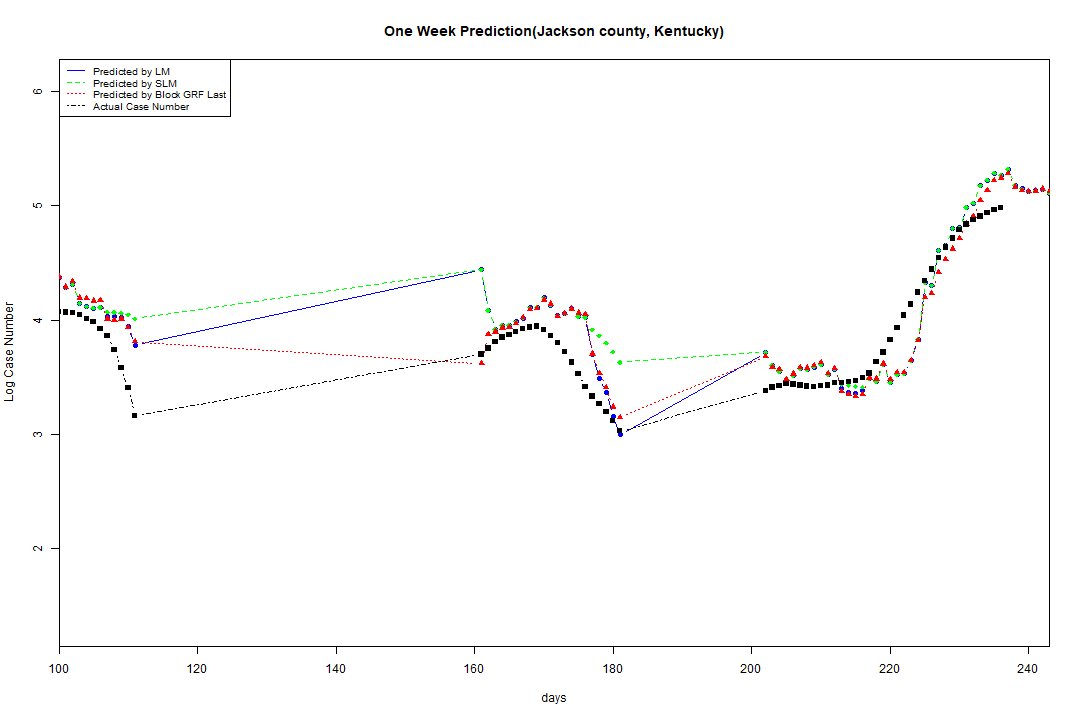 One Week Prediction(Jackson county, Kentucky)
Predicted by LM
Predicted by SLM
Predicted by Block GRF Last
Actual Case Number
6
5
4
3
2
Log Case Number
100 120 140 160 180 200 220 240
days